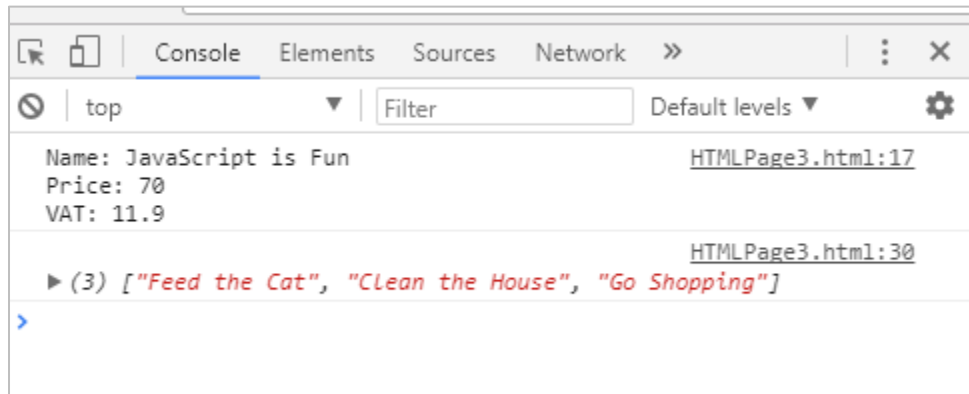 Console Elements Sources Network »
top Filter Default levels
Name: JavaScript is Fun HTMLPage3.html:17
Price: 70
VAT: 11.9
HTMLPage3.html:30
(3) ["Feed the Cat", "Clean the House", "Go Shopping"]